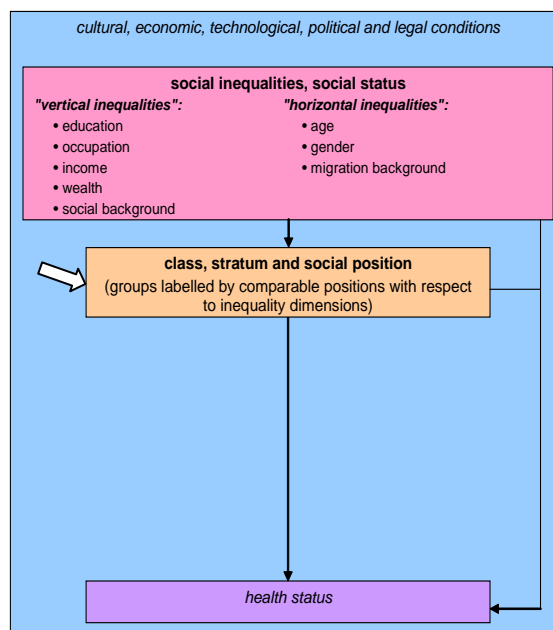 cultural, economic, technological, political and legal conditions
social inequalities, social status
"vertical inequalities":
• education
• occupation
• income
• wealth
• social background
"horizontal inequalities":
• age
• gender
• migration background
class, stratum and social position
(groups labelled by comparable positions with respect
to inequality dimensions)
health status